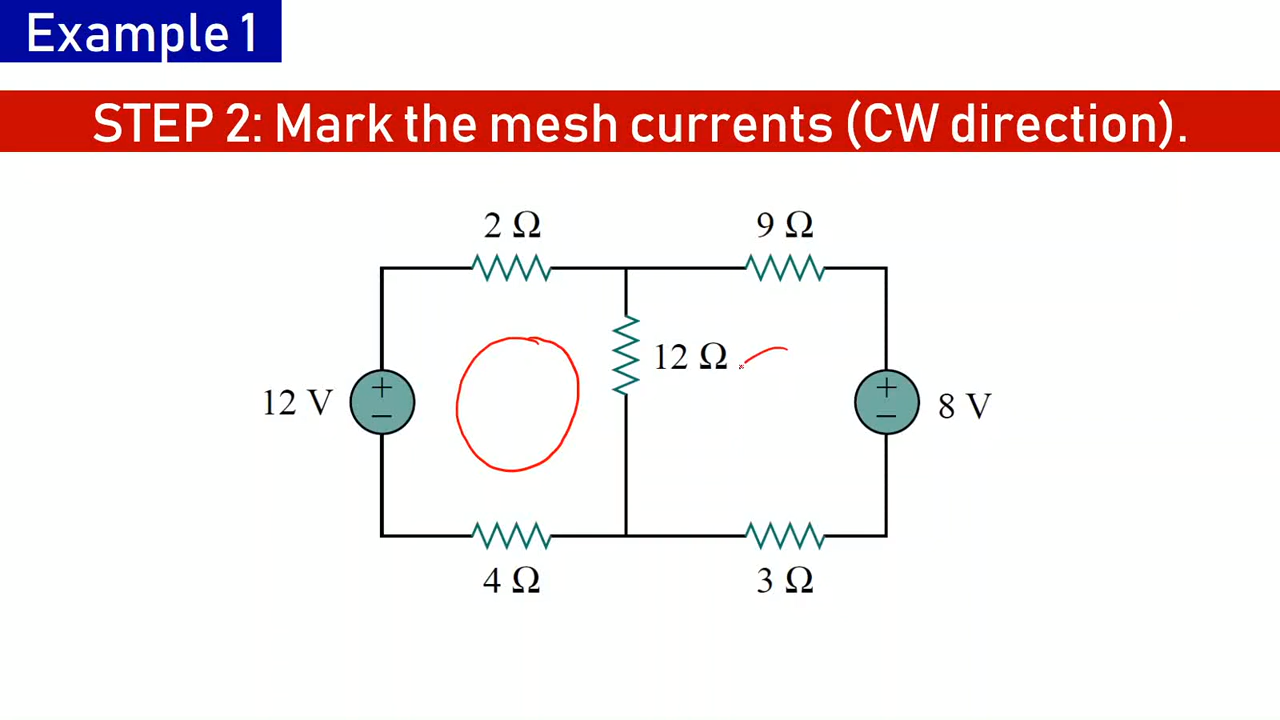 Example 1
STEP 2: Mark the mesh currents (CW direction).
2 Ω
9 Ω
12 Ω
12 V
+
−
+
−
8 V
4 Ω
3 Ω